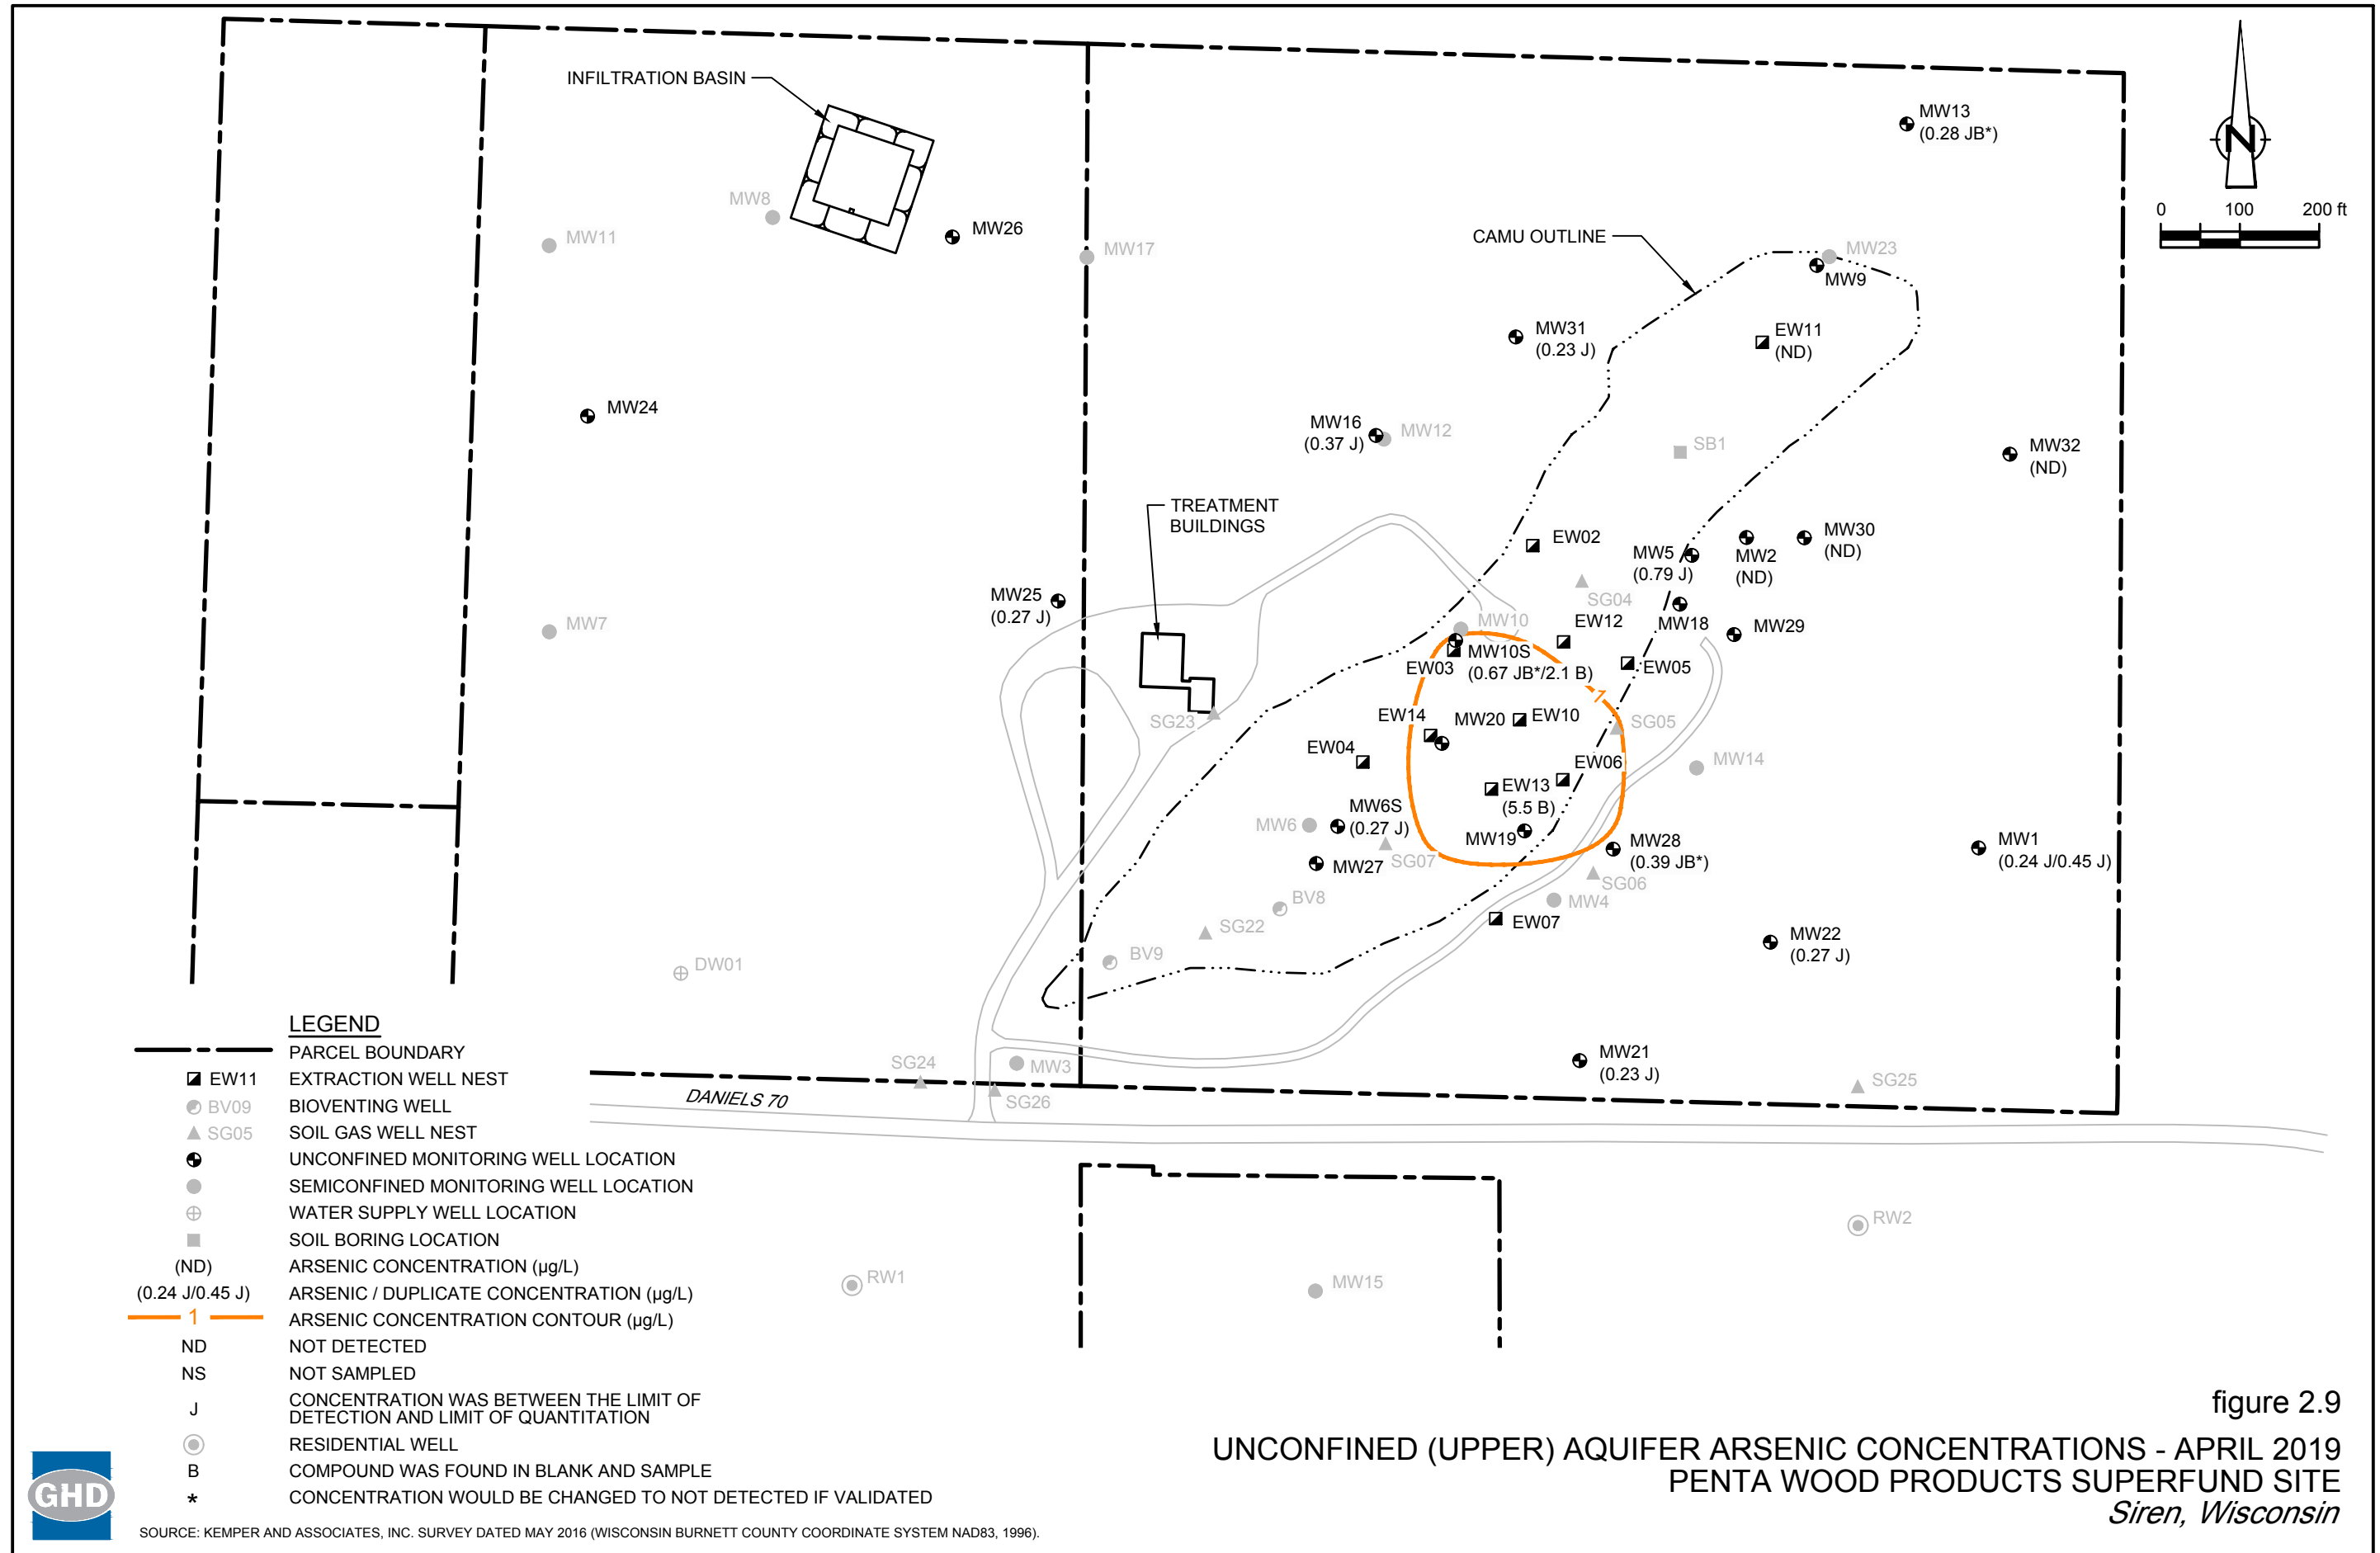 INFILTRATION BASIN
MW13
(0.28 JB*)
N
0 100 200 ft
MW8
MW11
MW26
MW17
CAMU OUTLINE
MW23
MW9
MW31
(0.23 J)
EW11
(ND)
MW24
MW16
(0.37 J)
MW12
SB1
MW32
(ND)
TREATMENT
BUILDINGS
EW02
MW5
(0.79 J)
MW2
(ND)
MW30
(ND)
MW25
(0.27 J)
SG04
MW7
MW10
EW12
MW18
MW29
MW10S
(0.67 JB*/2.1 B)
EW03
EW05
1
SG23
EW14
MW20
EW10
SG05
EW04
EW06
MW14
EW13
(5.5 B)
MW6S
(0.27 J)
MW6
MW19
MW28
(0.39 JB*)
MW1
(0.24 J/0.45 J)
SG07
MW27
SG06
BV8
MW4
SG22
EW07
MW22
(0.27 J)
BV9
DW01
MW21
(0.23 J)
SG24
MW3
SG25
SG26
DANIELS 70
RW2
RW1
MW15
LEGEND
PARCEL BOUNDARY
EW11 EXTRACTION WELL NEST
BV09 BIOVENTING WELL
SG05 SOIL GAS WELL NEST
UNCONFINED MONITORING WELL LOCATION
SEMICONFINED MONITORING WELL LOCATION
WATER SUPPLY WELL LOCATION
SOIL BORING LOCATION
(ND) ARSENIC CONCENTRATION (µg/L)
(0.24 J/0.45 J) ARSENIC / DUPLICATE CONCENTRATION (µg/L)
1 ARSENIC CONCENTRATION CONTOUR (µg/L)
ND NOT DETECTED
NS NOT SAMPLED
J CONCENTRATION WAS BETWEEN THE LIMIT OF
DETECTION AND LIMIT OF QUANTITATION
RESIDENTIAL WELL
B COMPOUND WAS FOUND IN BLANK AND SAMPLE
* CONCENTRATION WOULD BE CHANGED TO NOT DETECTED IF VALIDATED
GHD
SOURCE: KEMPER AND ASSOCIATES, INC. SURVEY DATED MAY 2016 (WISCONSIN BURNETT COUNTY COORDINATE SYSTEM NAD83, 1996).
figure 2.9
UNCONFINED (UPPER) AQUIFER ARSENIC CONCENTRATIONS - APRIL 2019
PENTA WOOD PRODUCTS SUPERFUND SITE
Siren, Wisconsin